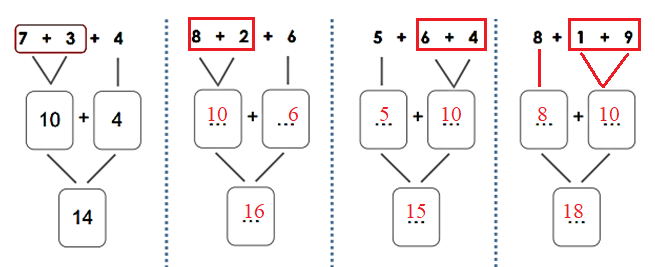 7 + 3 + 4
10 + 4
14
8 + 2 + 6
10 + 6
16
5 + 6 + 4
5 + 10
15
8 + 1 + 9
8 + 10
18